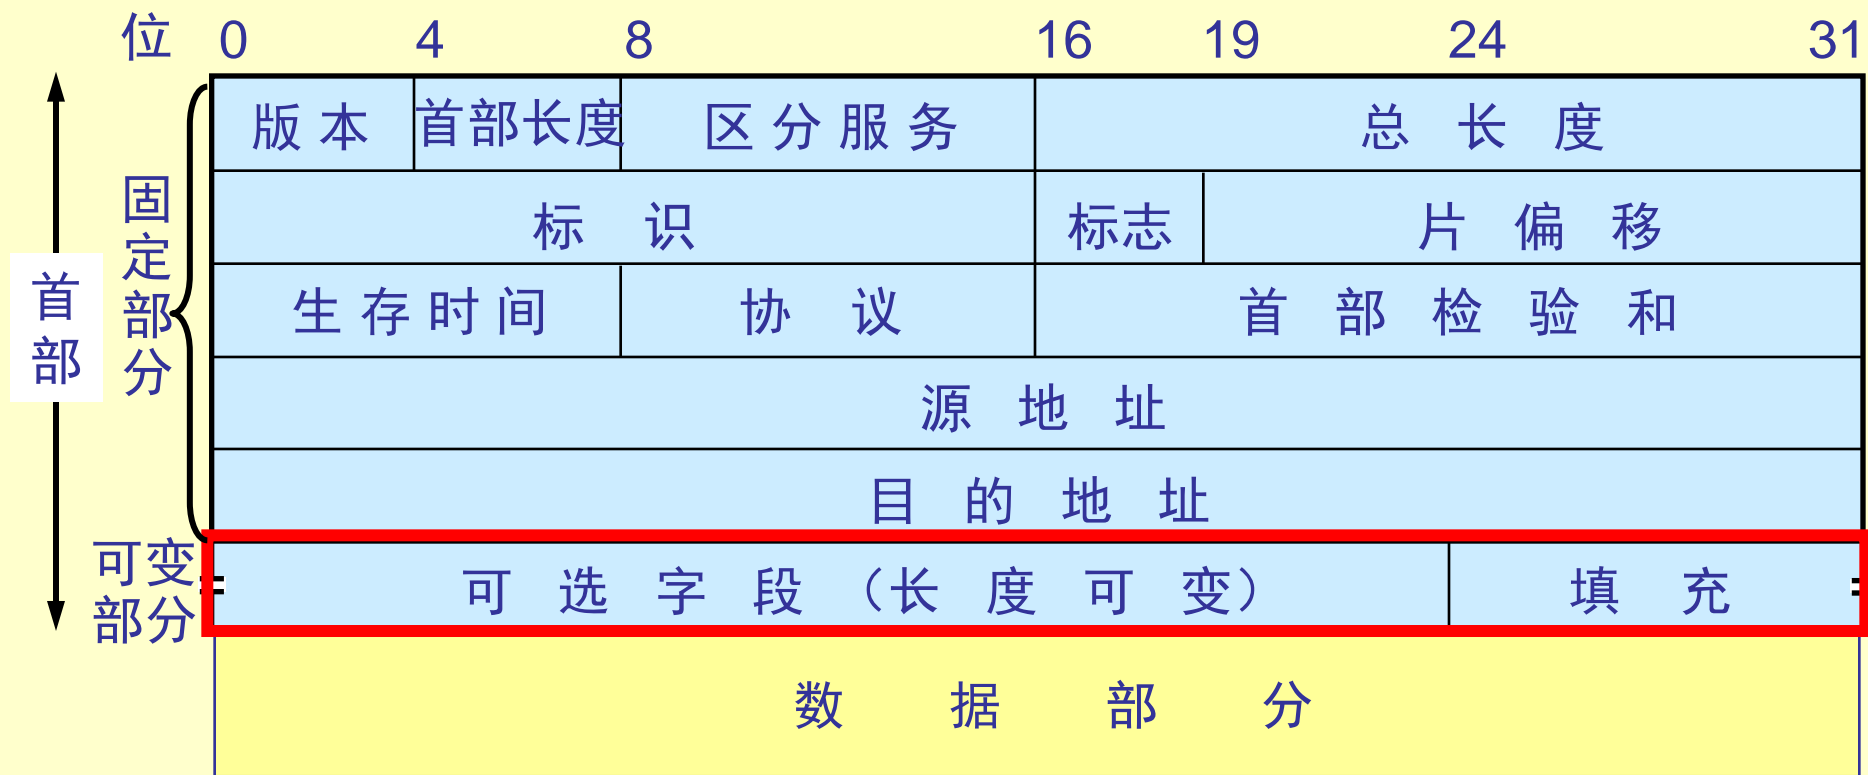 位 0 4 8 16 19 24 31
版本 首部长度 区分服务 总长度
标识 标志 片偏移
生存时间 协议 首部检验和
源地址
目的地址
可选字段（长度可变） 填充
数据部分
首部
固定部分
可变部分